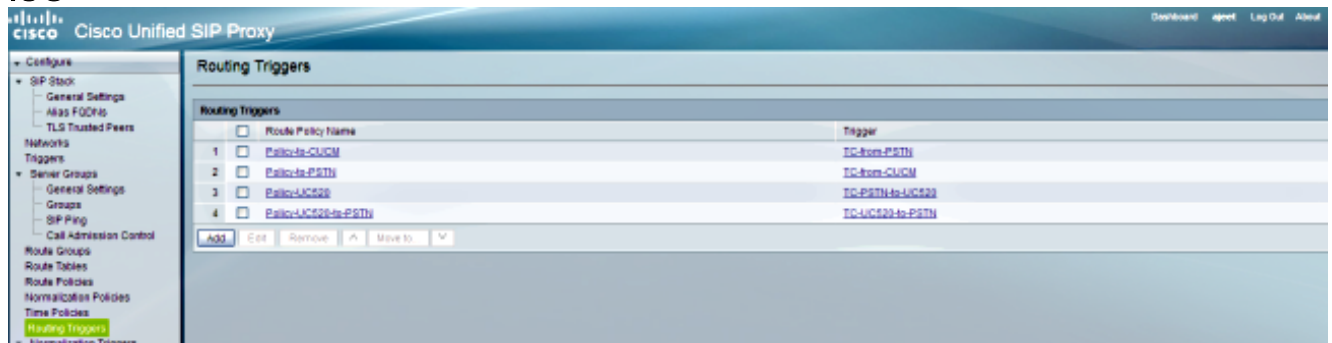 CISCO Cisco Unified SIP Proxy
Dashboard ajeet Log Out About
Configure
SIP Stack
General Settings
Alias FQDNs
TLS Trusted Peers
Networks
Triggers
Server Groups
General Settings
Groups
SIP Ping
Call Admission Control
Route Groups
Route Tables
Route Policies
Normalization Policies
Time Policies
Routing Triggers
Normalization Triggers
Routing Triggers
Routing Triggers
Route Policy Name Trigger
1 Policy-to-CUCM TC-from-PSTN
2 Policy-to-PSTN TC-from-CUCM
3 Policy-UC520 TC-PSTN-to-UC520
4 Policy-UC520-to-PSTN TC-UC520-to-PSTN
Add Edit Remove Move to